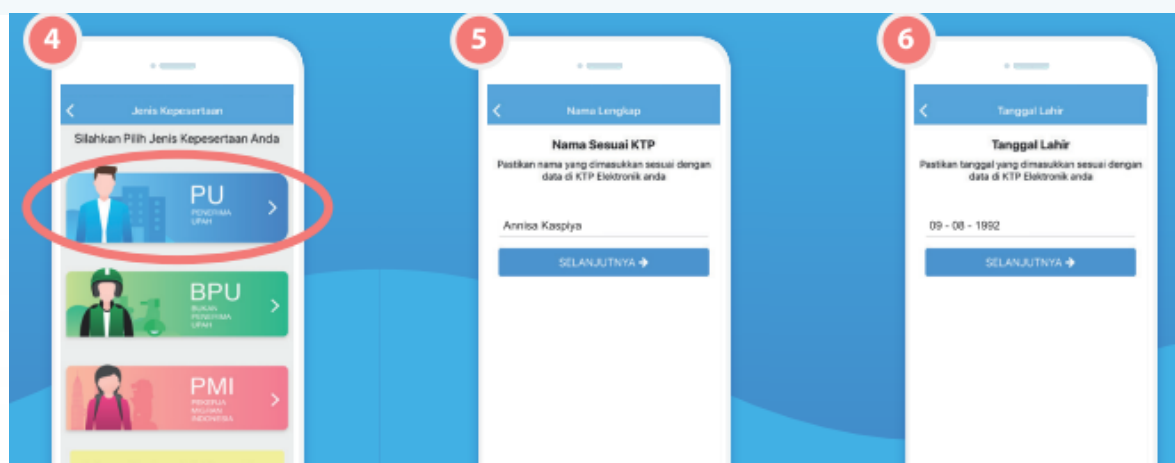 4
Jenis Kepesertaan
Silahkan Pilih Jenis Kepesertaan Anda
PU
PENERIMA
UPAH
BPU
BUKAN
PENERIMA
UPAH
PMI
PEKERJA
MIGRAN
INDONESIA
5
Nama Lengkap
Nama Sesuai KTP
Pastikan nama yang dimasukkan sesuai dengan
data di KTP Elektronik anda
Annisa Kaspiya
SELANJUTNYA →
6
Tanggal Lahir
Tanggal Lahir
Pastikan tanggal yang dimasukkan sesuai dengan
data di KTP Elektronik anda
09 - 08 - 1992
SELANJUTNYA →